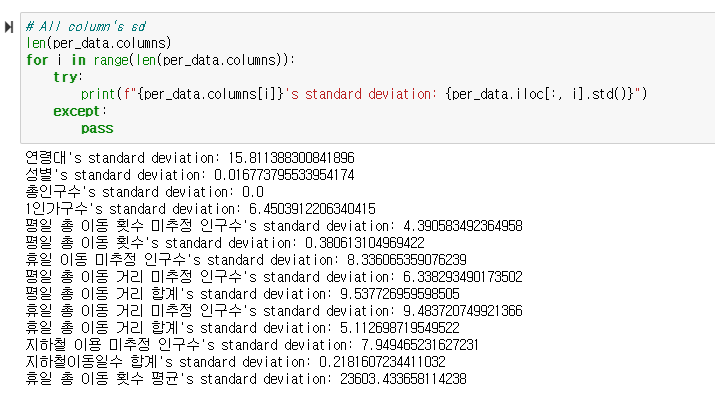 # All column's sd
len(per_data.columns)
for i in range(len(per_data.columns)):
    try:
        print(f"{per_data.columns[i]}'s standard deviation: {per_data.iloc[:, i].std()}")
    except:
        pass
연령대's standard deviation: 15.811388300841896
성별's standard deviation: 0.016773795533954174
총인구수's standard deviation: 0.0
1인가구수's standard deviation: 6.4503912206340415
평일 총 이동 횟수 미추정 인구수's standard deviation: 4.390583492364958
평일 총 이동 횟수's standard deviation: 0.380613104969422
휴일 이동 미추정 인구수's standard deviation: 8.336065359076239
평일 총 이동 거리 미추정 인구수's standard deviation: 6.338293490173502
평일 총 이동 거리 합계's standard deviation: 9.537726959598505
휴일 총 이동 거리 미추정 인구수's standard deviation: 9.483720749921366
휴일 총 이동 거리 합계's standard deviation: 5.112698719549522
지하철 이용 미추정 인구수's standard deviation: 7.949465231627231
지하철이동일수 합계's standard deviation: 0.2181607234411032
휴일 총 이동 횟수 평균's standard deviation: 23603.433658114238